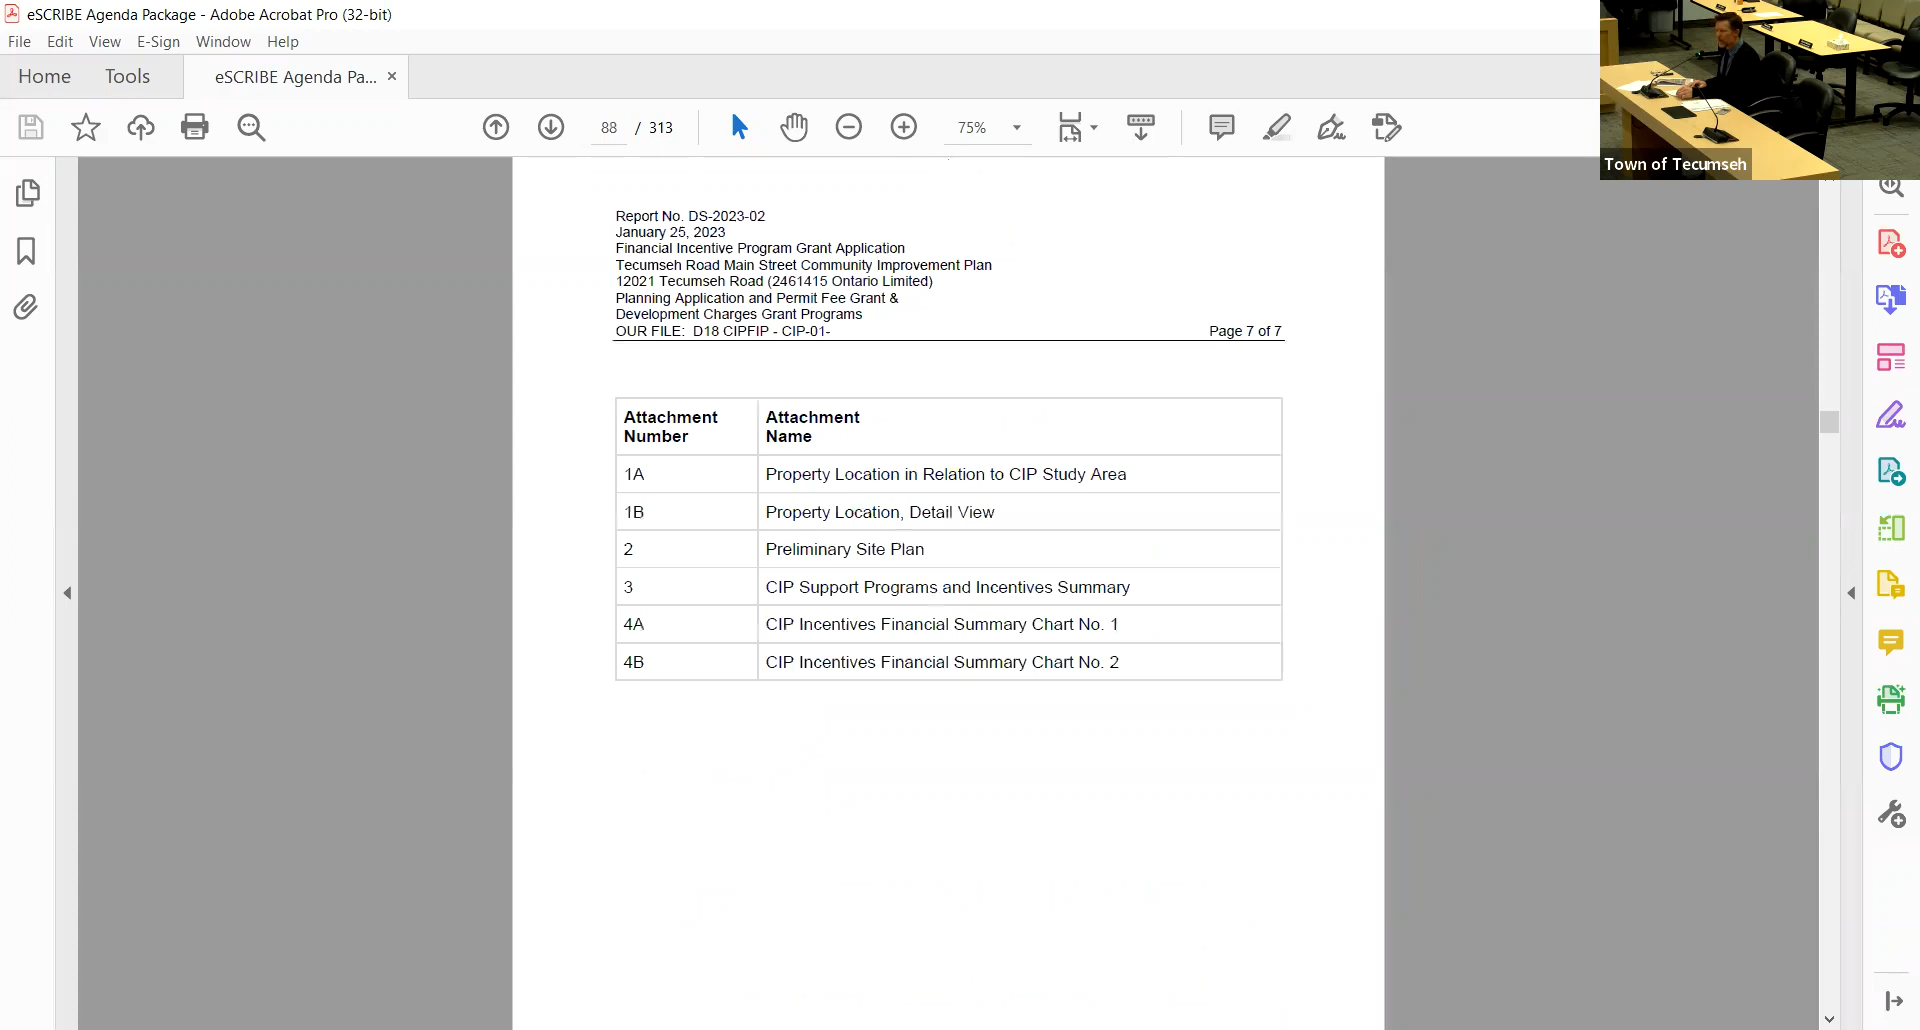 eSCRIBE Agenda Package - Adobe Acrobat Pro (32-bit)
File Edit View E-Sign Window Help
Home Tools eSCRIBE Agenda Pa... ×
88 / 313 75%
Town of Tecumseh
Report No. DS-2023-02
January 25, 2023
Financial Incentive Program Grant Application
Tecumseh Road Main Street Community Improvement Plan
12021 Tecumseh Road (2461415 Ontario Limited)
Planning Application and Permit Fee Grant &
Development Charges Grant Programs
OUR FILE: D18 CIPFIP - CIP-01- Page 7 of 7
Attachment Number Attachment Name
1A Property Location in Relation to CIP Study Area
1B Property Location, Detail View
2 Preliminary Site Plan
3 CIP Support Programs and Incentives Summary
4A CIP Incentives Financial Summary Chart No. 1
4B CIP Incentives Financial Summary Chart No. 2